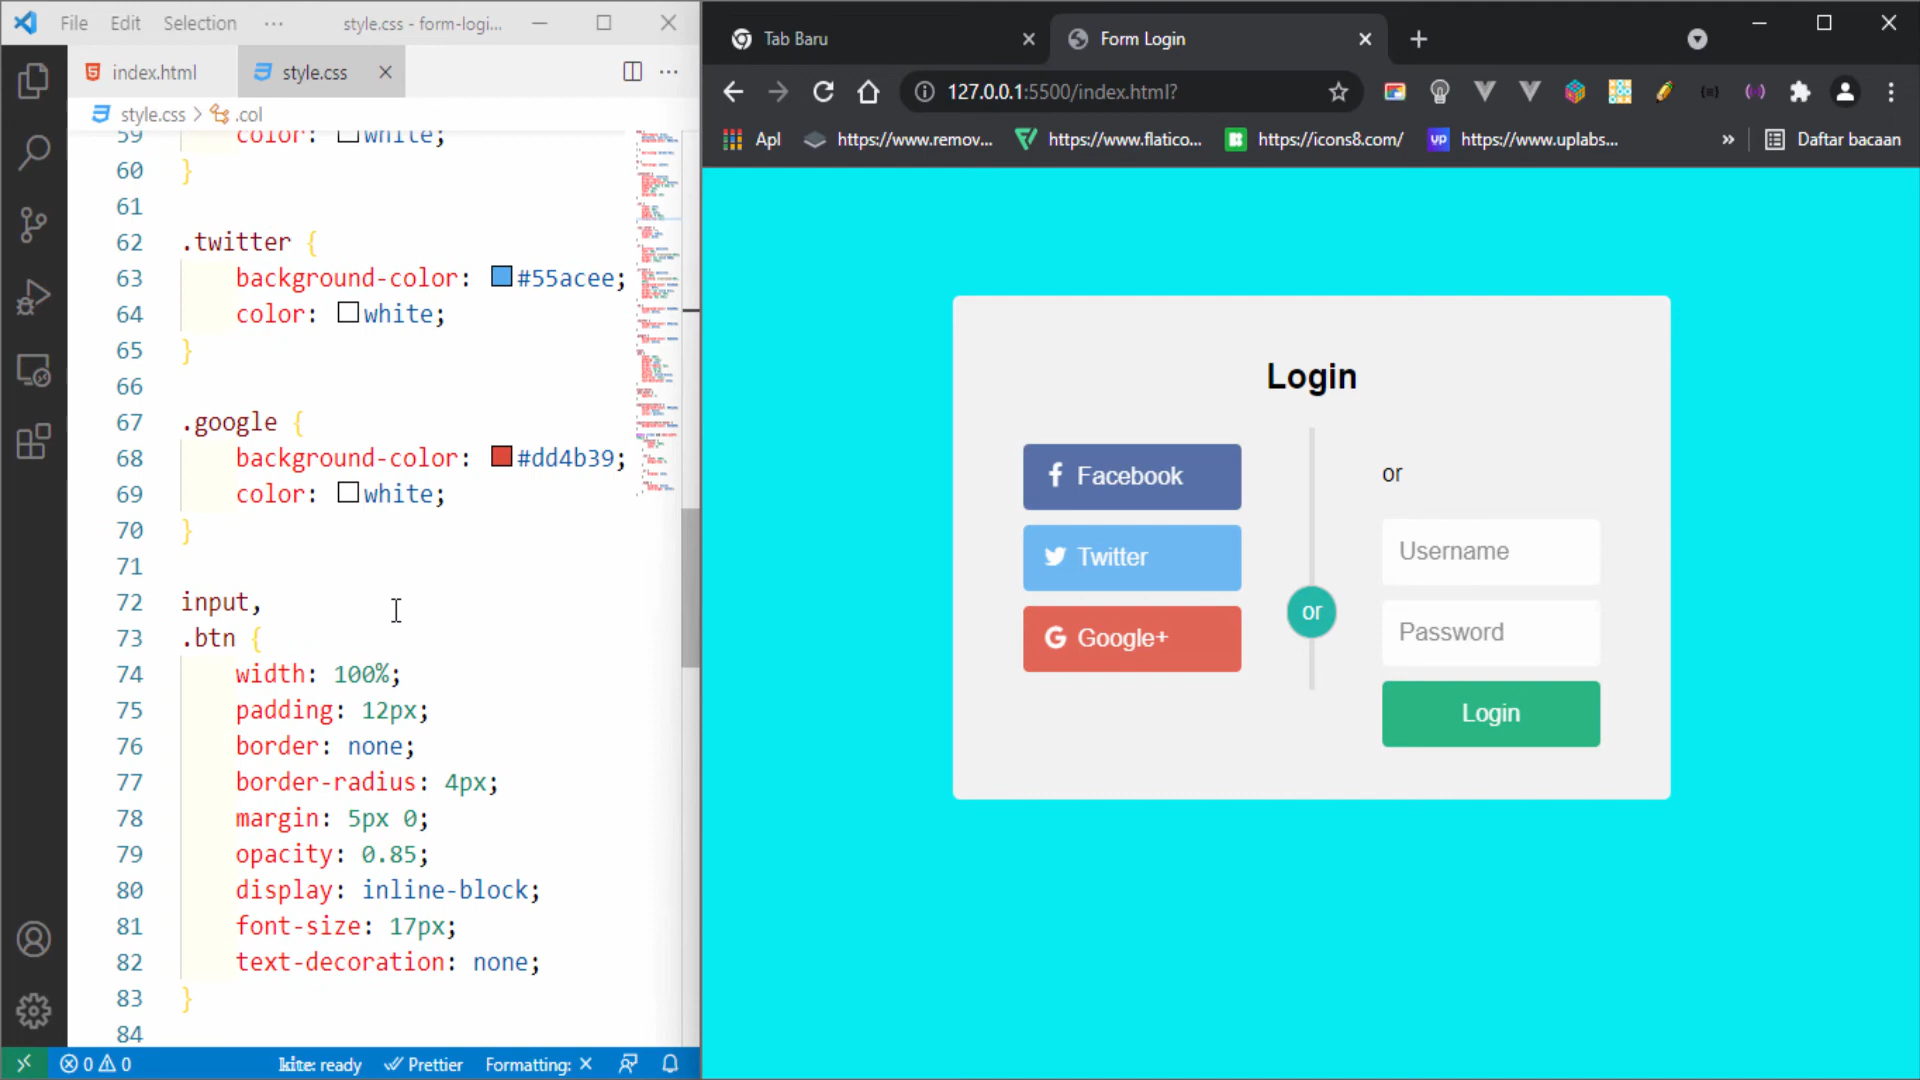 File Edit Selection ··· style.css - form-logi...
index.html style.css
style.css > .col
59 color: white;
60 }
61
62 .twitter {
63 background-color: #55acee;
64 color: white;
65 }
66
67 .google {
68 background-color: #dd4b39;
69 color: white;
70 }
71
72 input,
73 .btn {
74 width: 100%;
75 padding: 12px;
76 border: none;
77 border-radius: 4px;
78 margin: 5px 0;
79 opacity: 0.85;
80 display: inline-block;
81 font-size: 17px;
82 text-decoration: none;
83 }
84
0 0 kite: ready Prettier Formatting: ×
Tab Baru Form Login
127.0.0.1:5500/index.html?
Apl https://www.remov... https://www.flatico... https://icons8.com/ up https://www.uplabs... » Daftar bacaan
Login
Facebook
Twitter
Google+
or
or
Username
Password
Login